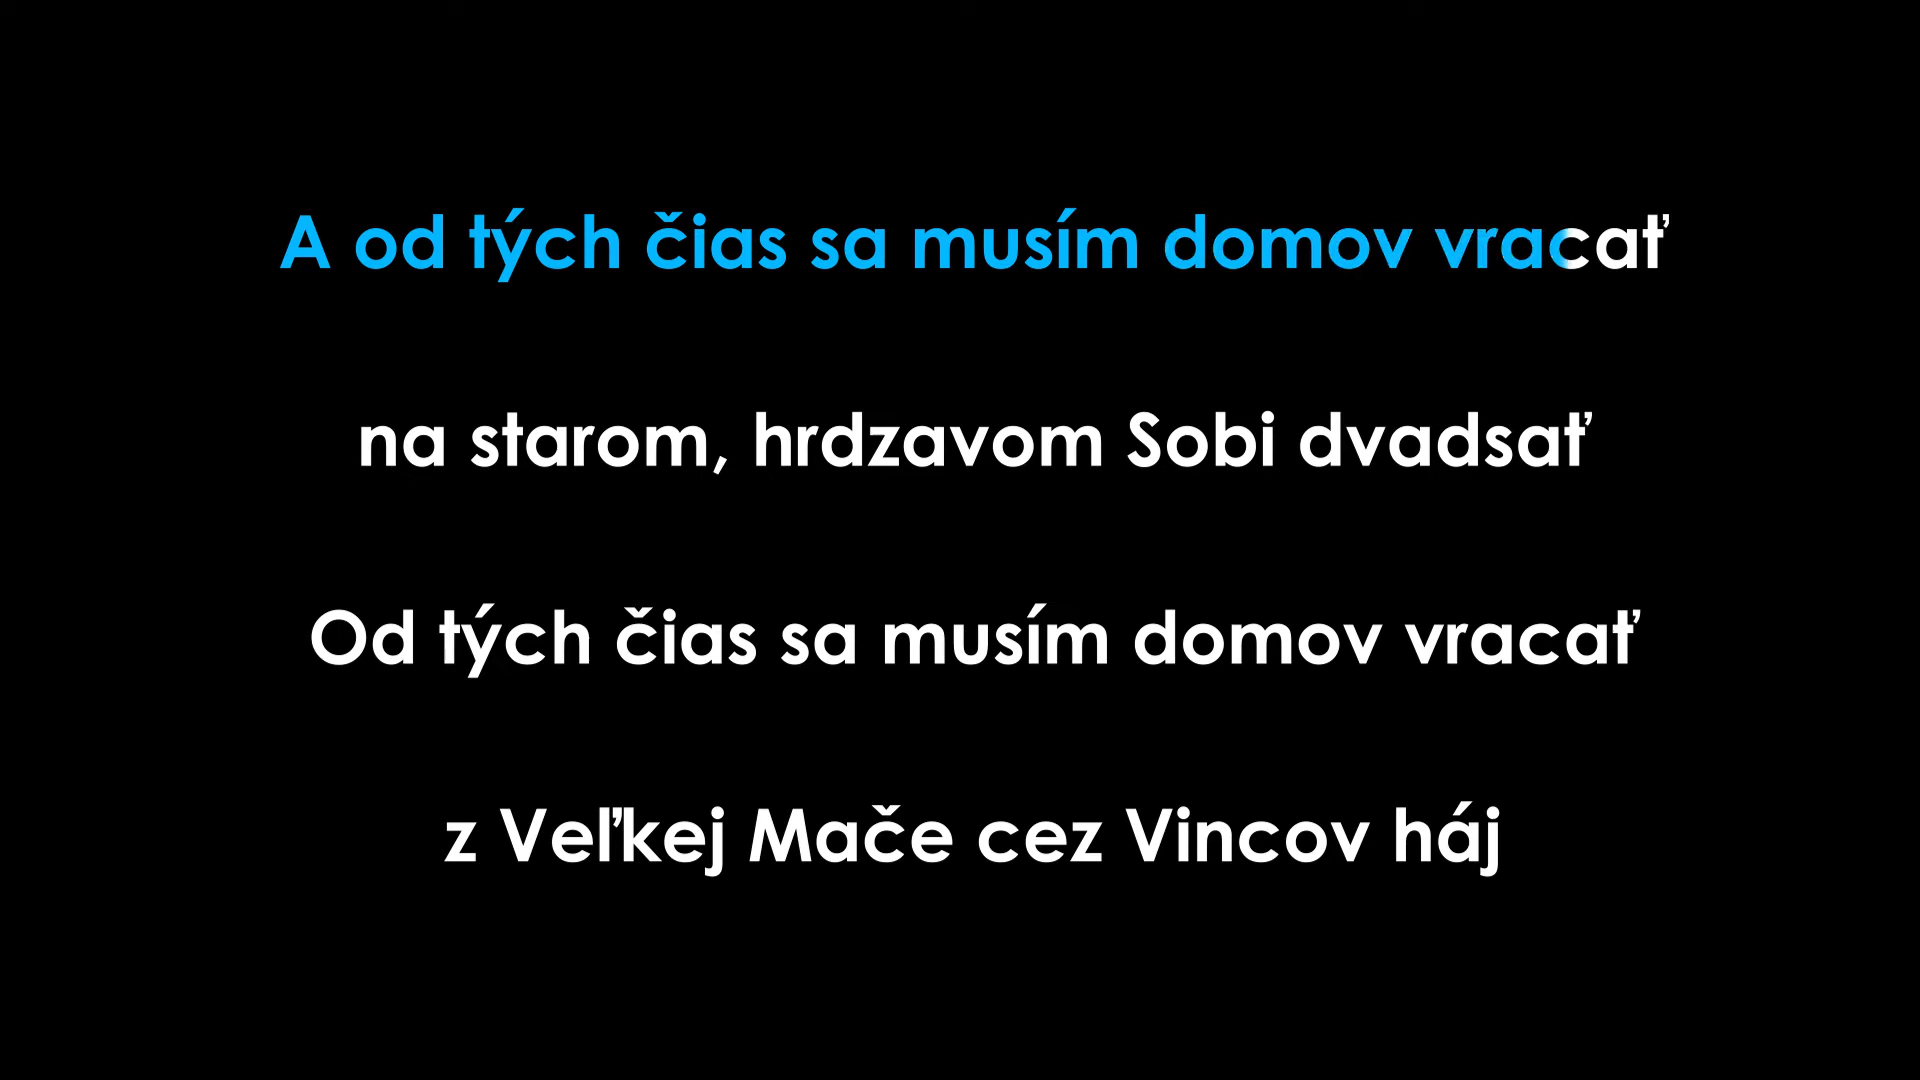 A od tých čias sa musím domov vracať
na starom, hrdzavom Sobi dvadsať
Od tých čias sa musím domov vracať
z Veľkej Mače cez Vincov háj